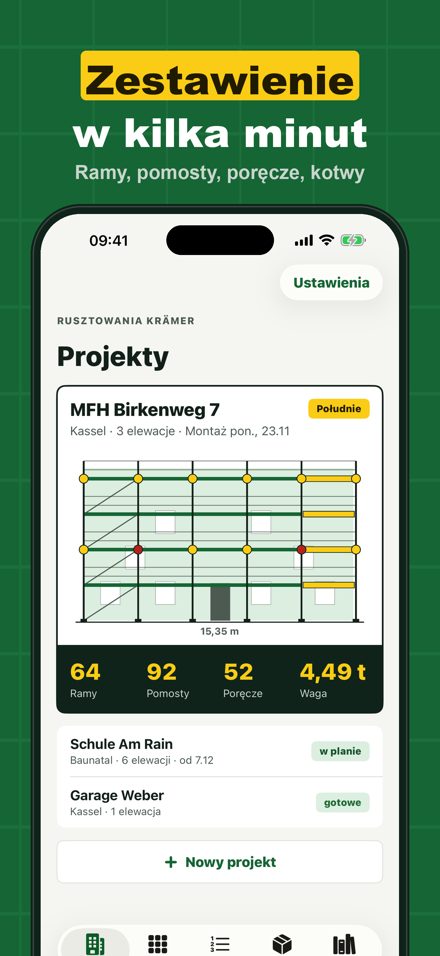 Zestawienie
w kilka minut
Ramy, pomosty, poręcze, kotwy
09:41
Ustawienia
RUSZTOWANIA KRÄMER
Projekty
MFH Birkenweg 7
Południe
Kassel · 3 elewacje · Montaż pon., 23.11
15,35 m
64 92 52 4,49 t
Ramy Pomosty Poręcze Waga
Schule Am Rain
Baunatal · 6 elewacji · od 7.12
w planie
Garage Weber
Kassel · 1 elewacja
gotowe
+ Nowy projekt